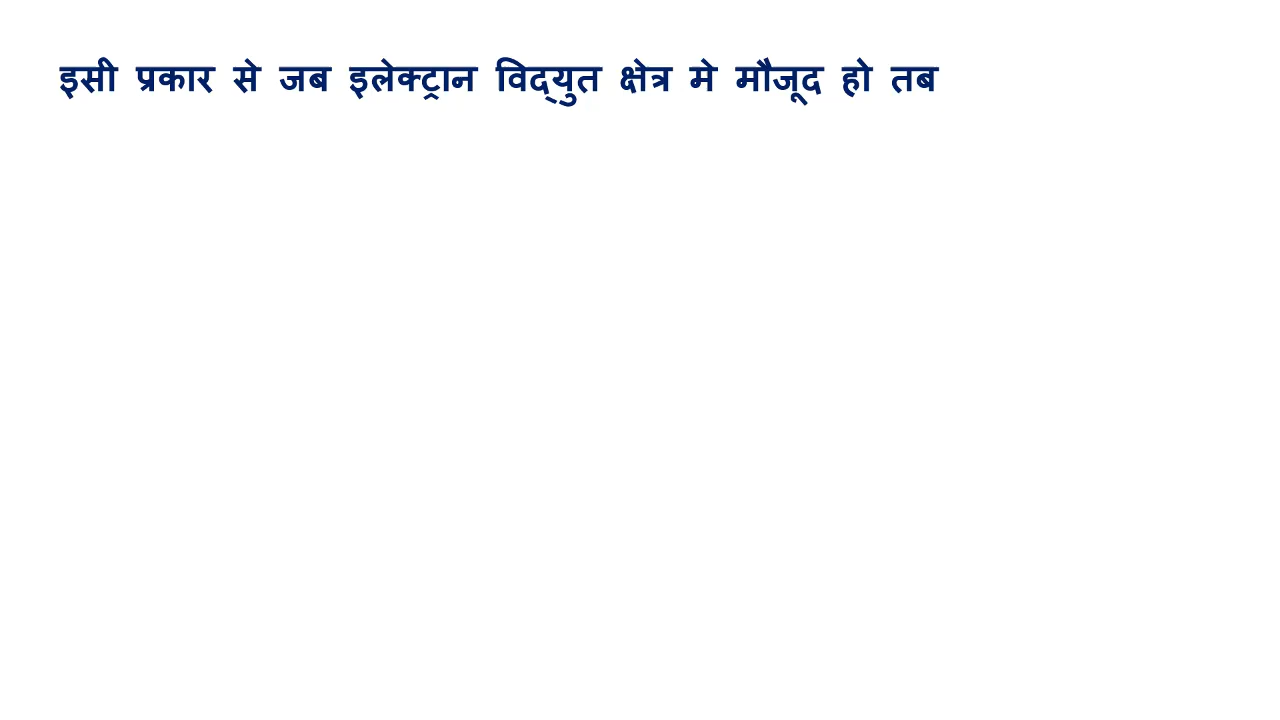 इसी प्रकार से जब इलेक्ट्रान विद्युत क्षेत्र मे मौजूद हो तब